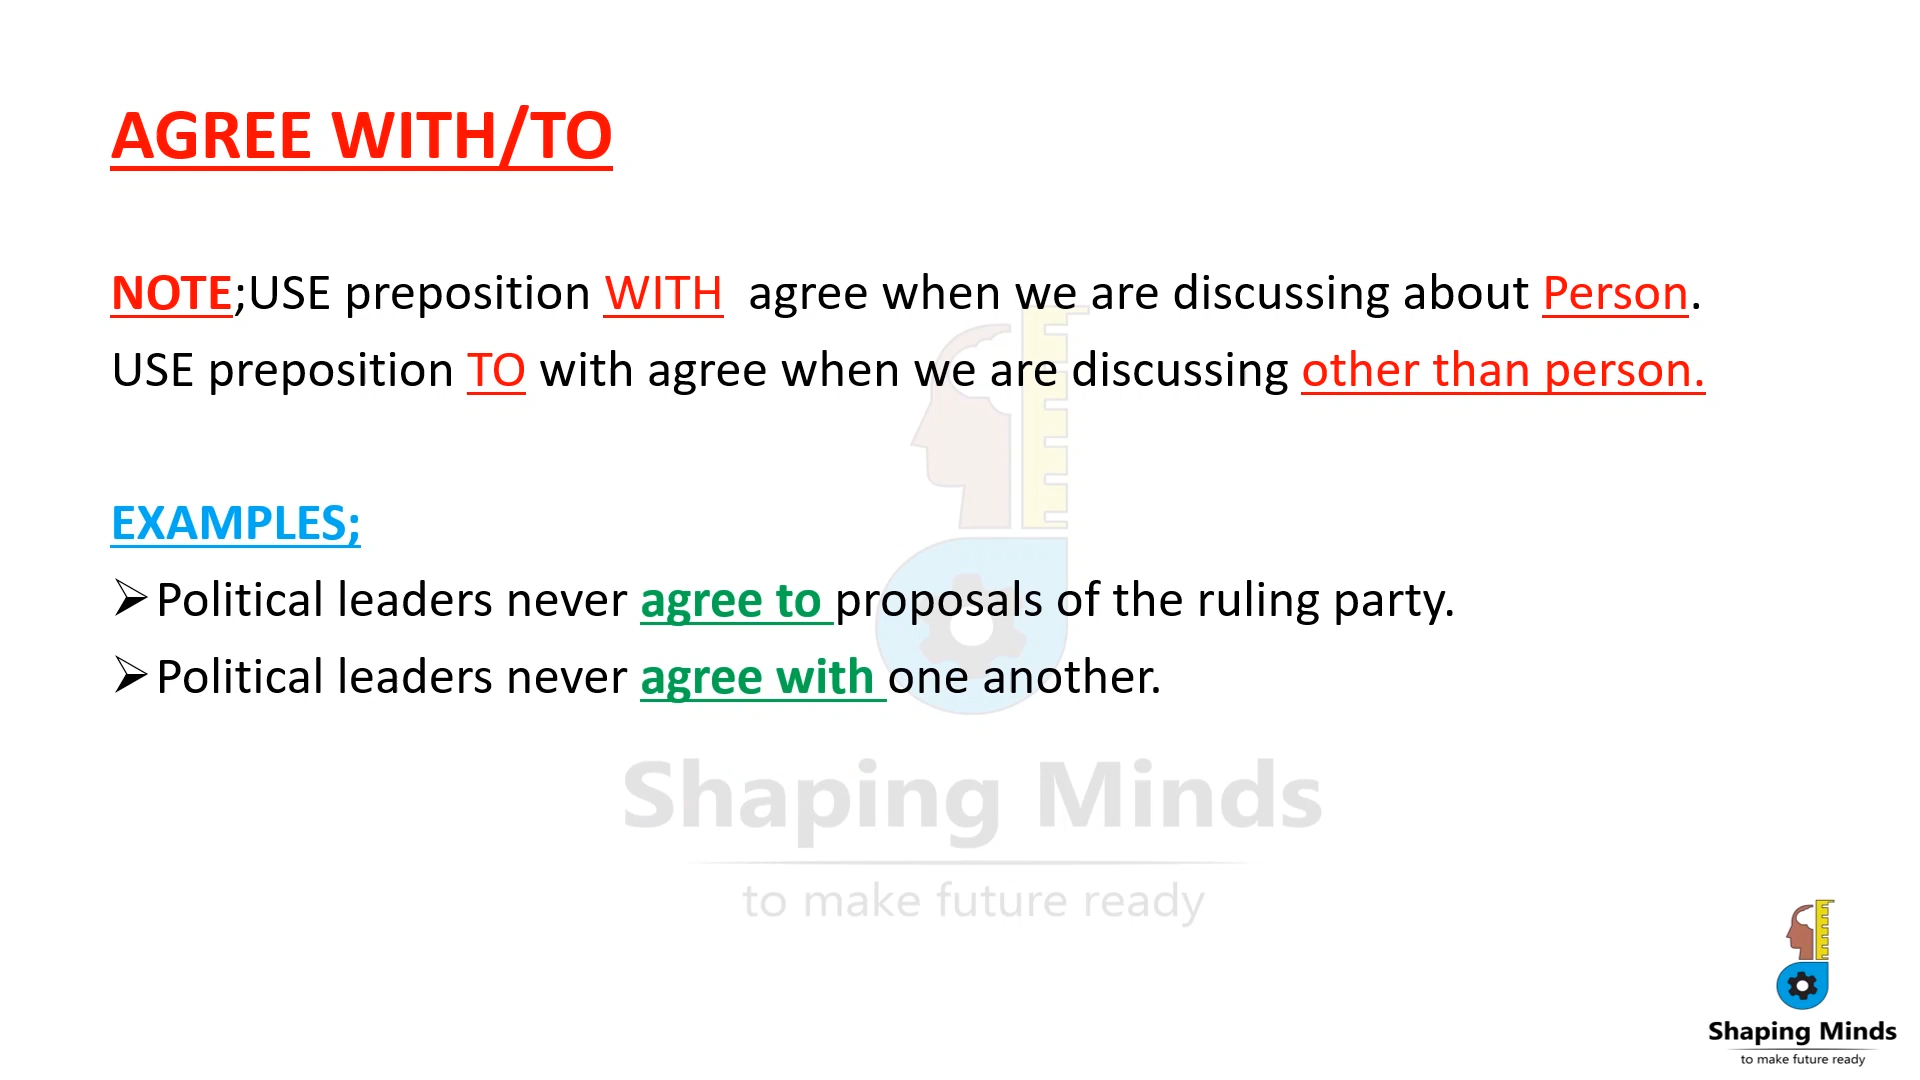 AGREE WITH/TO
NOTE;USE preposition WITH  agree when we are discussing about Person.
USE preposition TO with agree when we are discussing other than person.
EXAMPLES;
➢Political leaders never agree to proposals of the ruling party.
➢Political leaders never agree with one another.
Shaping Minds
to make future ready
Shaping Minds
to make future ready